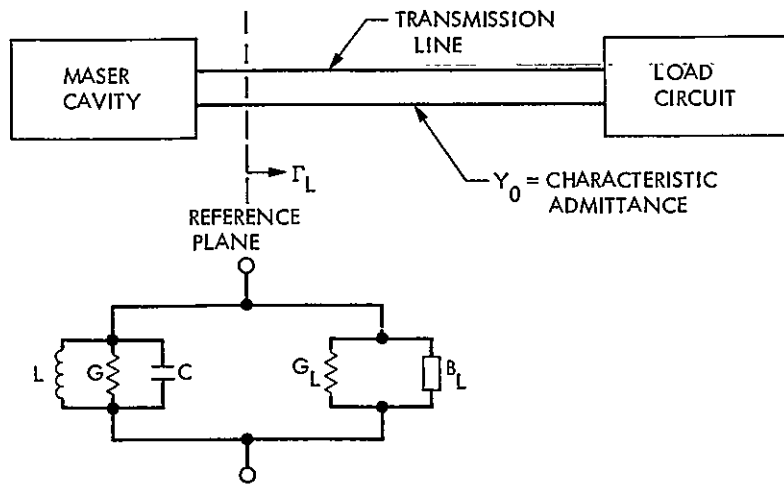 TRANSMISSION
LINE
MASER
CAVITY
LOAD
CIRCUIT
Γ_L
Y_0 = CHARACTERISTIC
ADMITTANCE
REFERENCE
PLANE
L
G
C
G_L
B_L